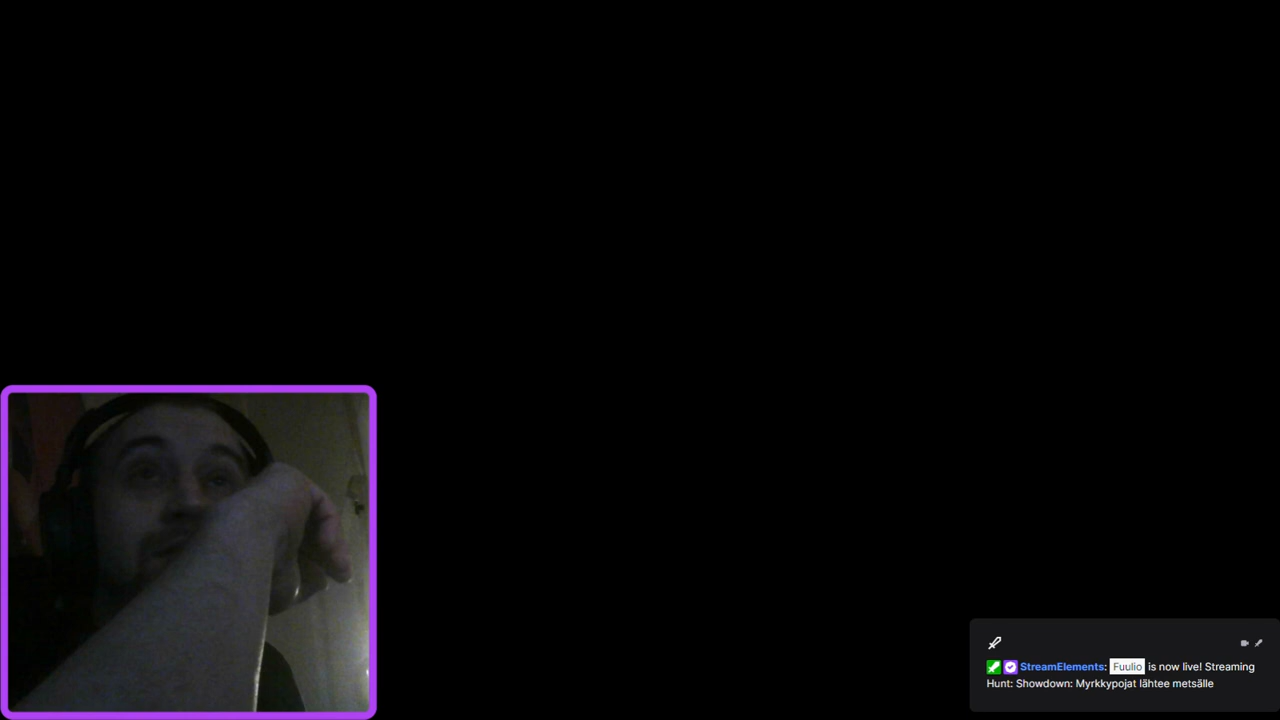 StreamElements: Fuulio is now live! Streaming
Hunt: Showdown: Myrkkypojat lähtee metsälle